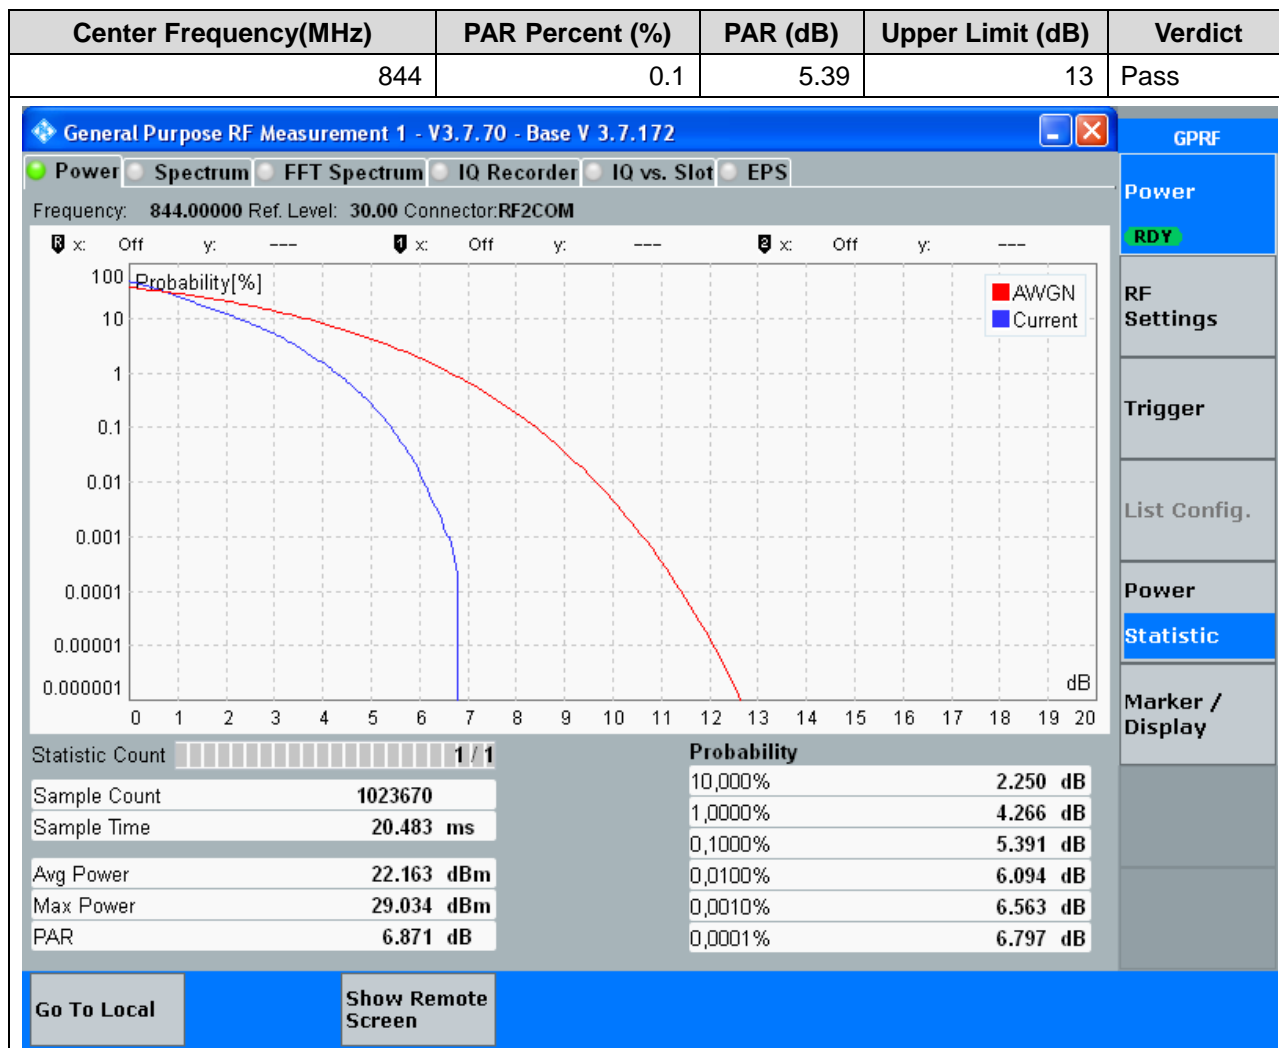 Center Frequency(MHz) PAR Percent (%) PAR (dB) Upper Limit (dB) Verdict
844 0.1 5.39 13 Pass
General Purpose RF Measurement 1 - V3.7.70 - Base V 3.7.172
GPRF
Power Spectrum FFT Spectrum IQ Recorder IQ vs. Slot EPS
Frequency: 844.00000 Ref. Level: 30.00 Connector:RF2COM
R x: Off y: --- 1 x: Off y: --- 2 x: Off y: ---
Probability[%]
100
10
1
0.1
0.01
0.001
0.0001
0.00001
0.000001
AWGN
Current
dB
0 1 2 3 4 5 6 7 8 9 10 11 12 13 14 15 16 17 18 19 20
Statistic Count 1 / 1
Sample Count 1023670
Sample Time 20.483 ms
Avg Power 22.163 dBm
Max Power 29.034 dBm
PAR 6.871 dB
Probability
10,000% 2.250 dB
1,0000% 4.266 dB
0,1000% 5.391 dB
0,0100% 6.094 dB
0,0010% 6.563 dB
0,0001% 6.797 dB
Power
RDY
RF
Settings
Trigger
List Config.
Power
Statistic
Marker /
Display
Go To Local
Show Remote
Screen